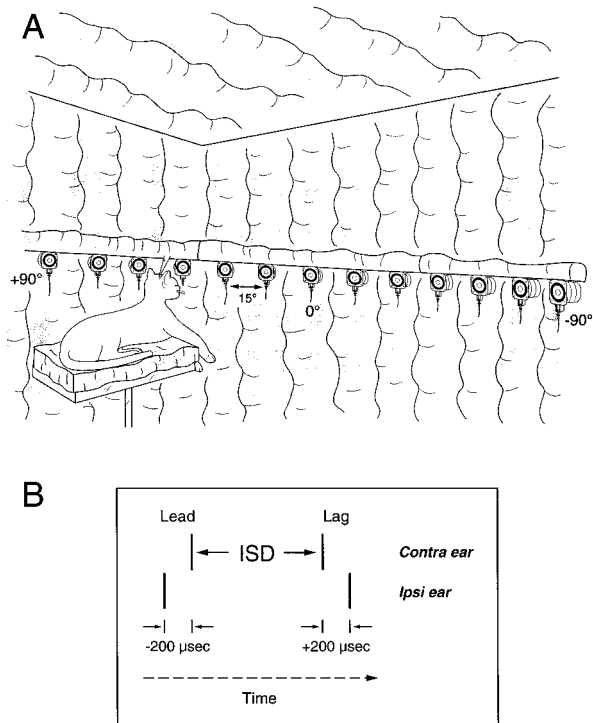 A
+90°
15°
0°
-90°
B
Lead
Lag
ISD
Contra ear
Ipsi ear
-200 µsec
+200 µsec
Time